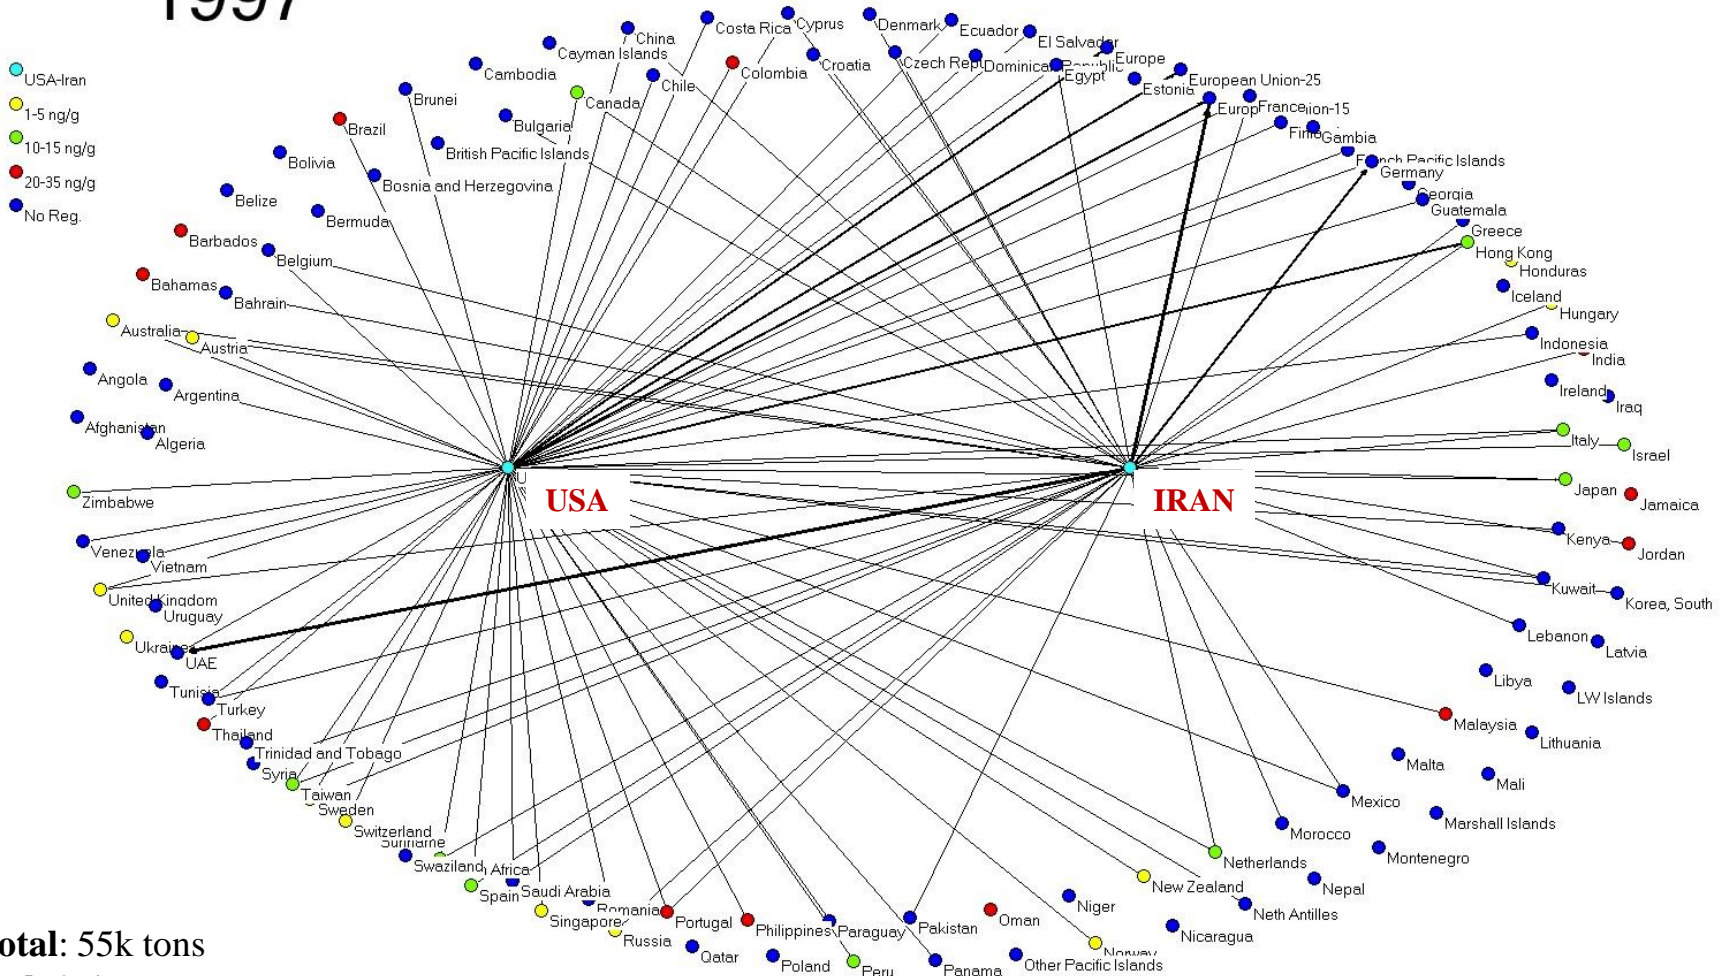 1997
USA-Iran
1-5 ng/g
10-15 ng/g
20-35 ng/g
No Reg.
China
Costa Rica
Cyprus
Denmark
Ecuador
El Salvador
Europe
Cayman Islands
Cambodia
Chile
Colombia
Croatia
Czech Rept
Dominican Republic
Egypt
Estonia
European Union-25
Brunei
Canada
Europ
France
ion-15
Brazil
Bulgaria
Gambia
Bolivia
British Pacific Islands
French Pacific Islands
Germany
Bosnia and Herzegovina
Belize
Georgia
Bermuda
Guatemala
Barbados
Greece
Belgium
Hong Kong
Honduras
Bahamas
Bahrain
Iceland
Hungary
Australia
Austria
Indonesia
India
Angola
Argentina
Ireland
Iraq
Afghanistan
Algeria
Italy
Israel
U
USA
IRAN
Zimbabwe
Japan
Jamaica
Venezuela
Vietnam
Kenya
Jordan
United Kingdom
Uruguay
Kuwait
Korea, South
Ukraine
UAE
Lebanon
Latvia
Tunisia
Turkey
Libya
LW Islands
Thailand
Malaysia
Lithuania
Trinidad and Tobago
Syria
Malta
Mali
Taiwan
Sweden
Mexico
Switzerland
Suriname
Morocco
Marshall Islands
Swaziland
Africa
Netherlands
Montenegro
Spain
Saudi Arabia
New Zealand
Nepal
Singapore
Romania
Portugal
Philippines
Paraguay
Pakistan
Oman
Niger
Neth Antilles
Russia
Nicaragua
Qatar
Poland
Peru
Panama
Other Pacific Islands
Norway
otal: 55k tons